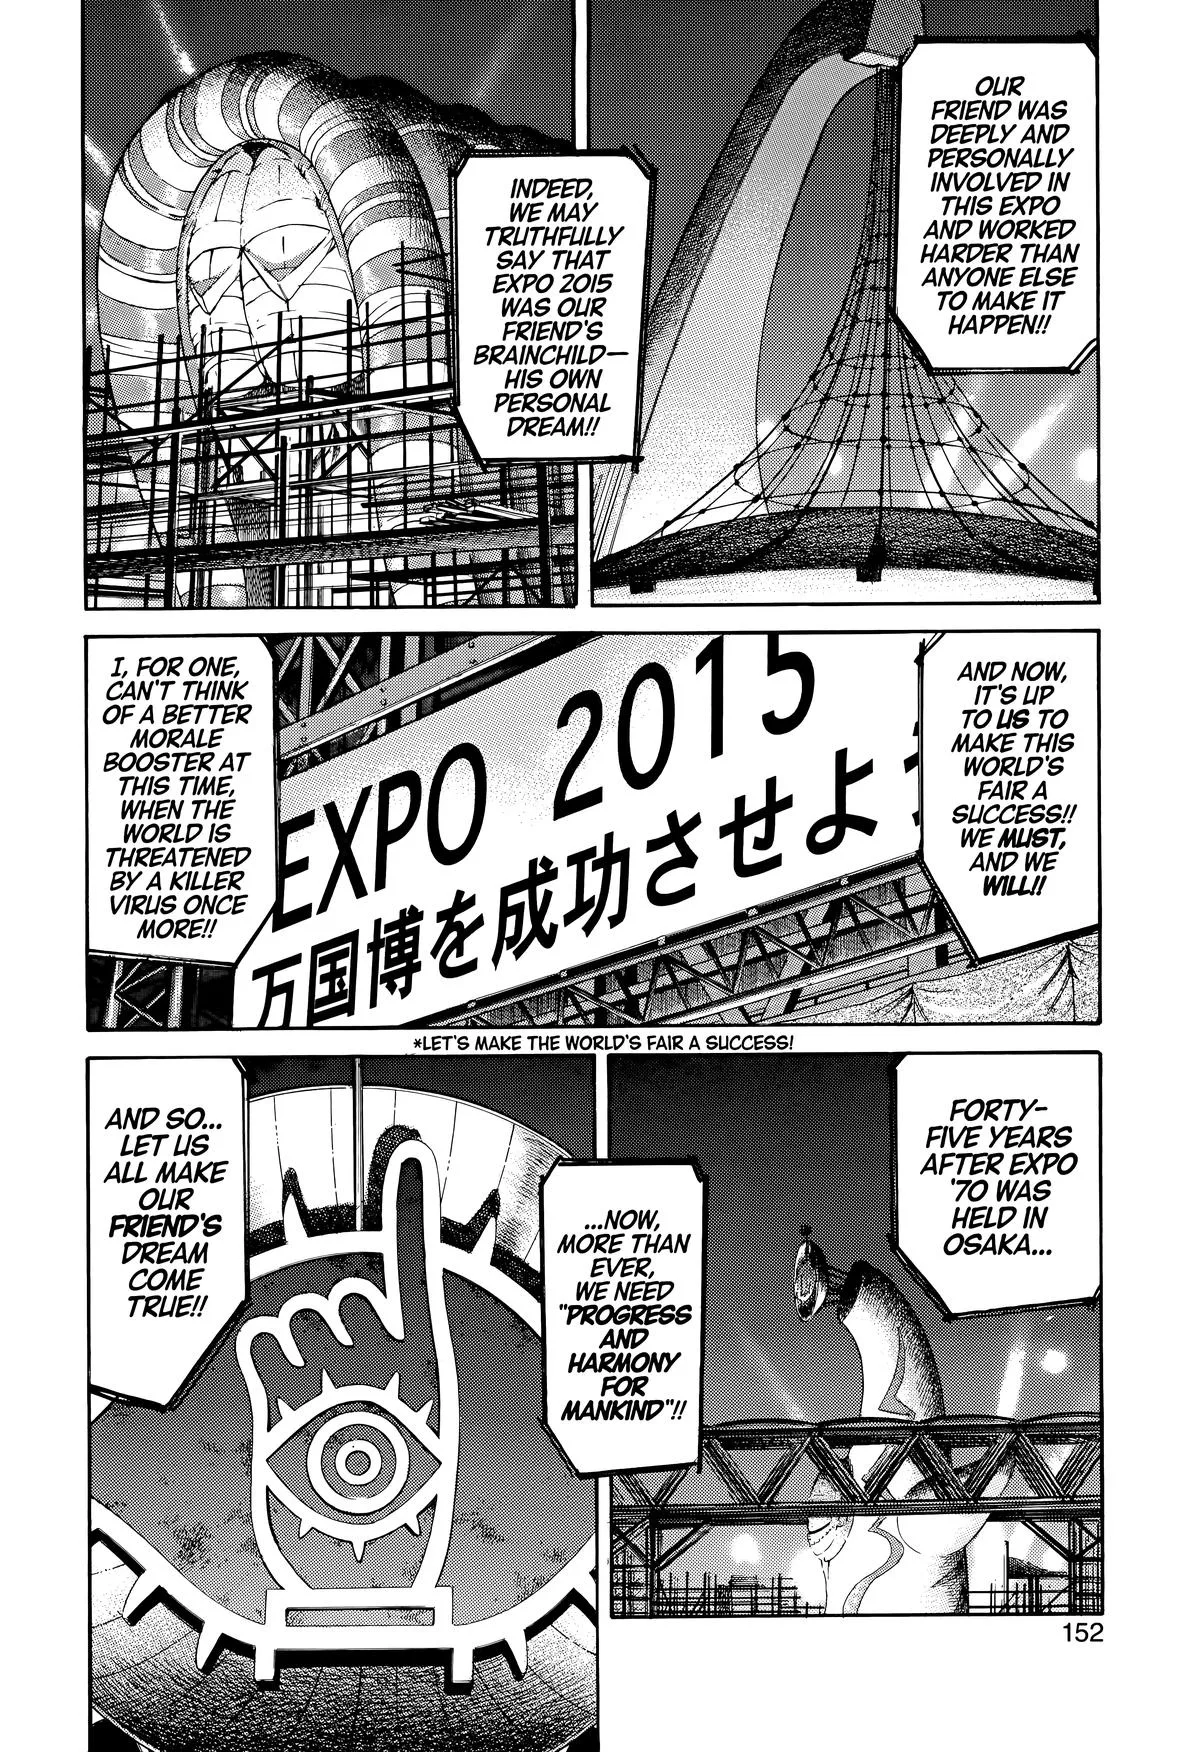 OUR
FRIEND WAS
DEEPLY AND
PERSONALLY
INVOLVED IN
THIS EXPO
AND WORKED
HARDER THAN
ANYONE ELSE
TO MAKE IT
HAPPEN!!
INDEED,
WE MAY
TRUTHFULLY
SAY THAT
EXPO 2015
WAS OUR
FRIEND'S
BRAINCHILD—
HIS OWN
PERSONAL
DREAM!!
AND NOW,
IT'S UP
TO US TO
MAKE THIS
WORLD'S
FAIR A
SUCCESS!!
WE MUST,
AND WE
WILL!!
EXPO 2015
万国博を成功させよ
I, FOR ONE,
CAN'T THINK
OF A BETTER
MORALE
BOOSTER AT
THIS TIME,
WHEN THE
WORLD IS
THREATENED
BY A KILLER
VIRUS ONCE
MORE!!
*LET'S MAKE THE WORLD'S FAIR A SUCCESS!
FORTY-
FIVE YEARS
AFTER EXPO
'70 WAS
HELD IN
OSAKA...
...NOW,
MORE THAN
EVER,
WE NEED
"PROGRESS
AND
HARMONY
FOR
MANKIND"!!
AND SO...
LET US
ALL MAKE
OUR
FRIEND'S
DREAM
COME
TRUE!!
152